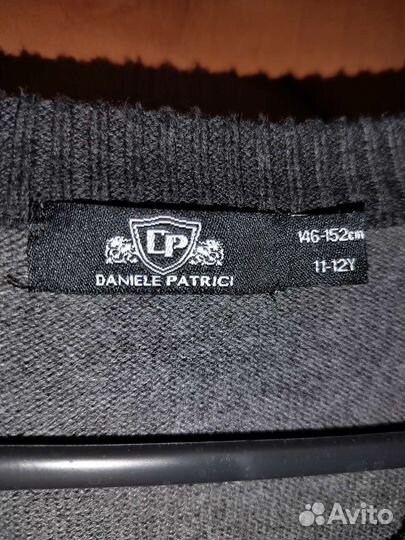 DP
DANIELE PATRICI
146-152cm
11-12Y
Avito